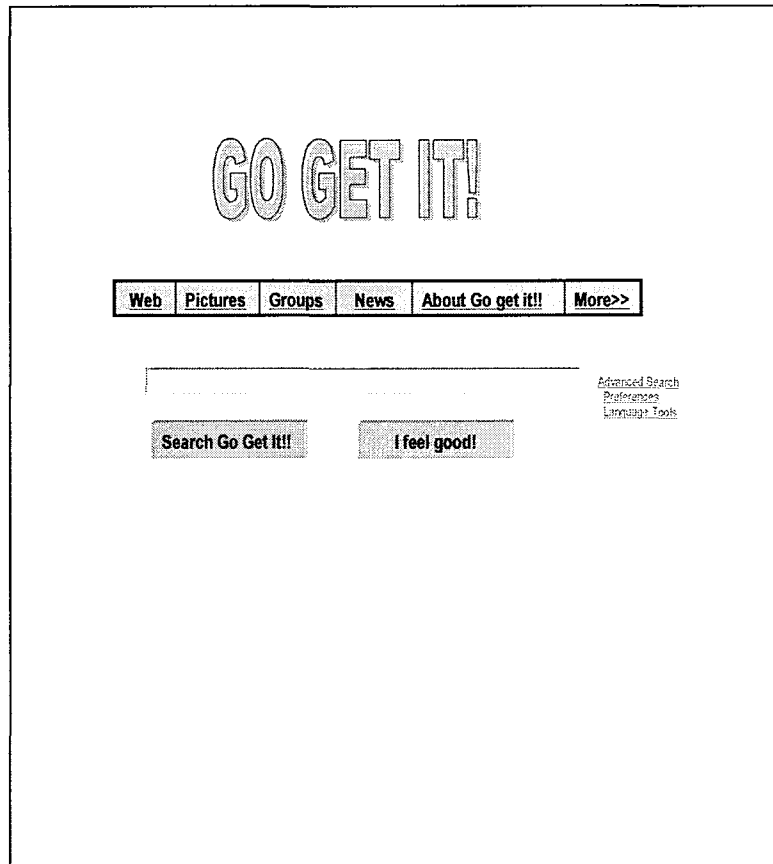 GO GET IT!
Web Pictures Groups News About Go get it!! More>>
Advanced Search
Preferences
Language Tools
Search Go Get It!! I feel good!